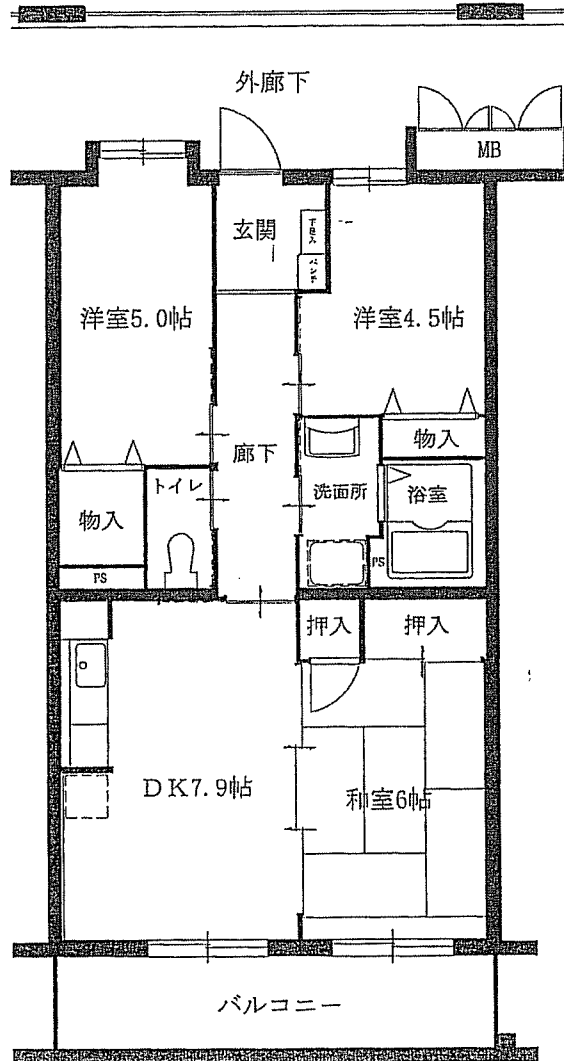 外廊下
MB
玄関
下足入
ベンチ
洋室5.0帖
洋室4.5帖
廊下
物入
トイレ
洗面所
浴室
物入
PS
PS
押入
押入
DK7.9帖
和室6帖
バルコニー